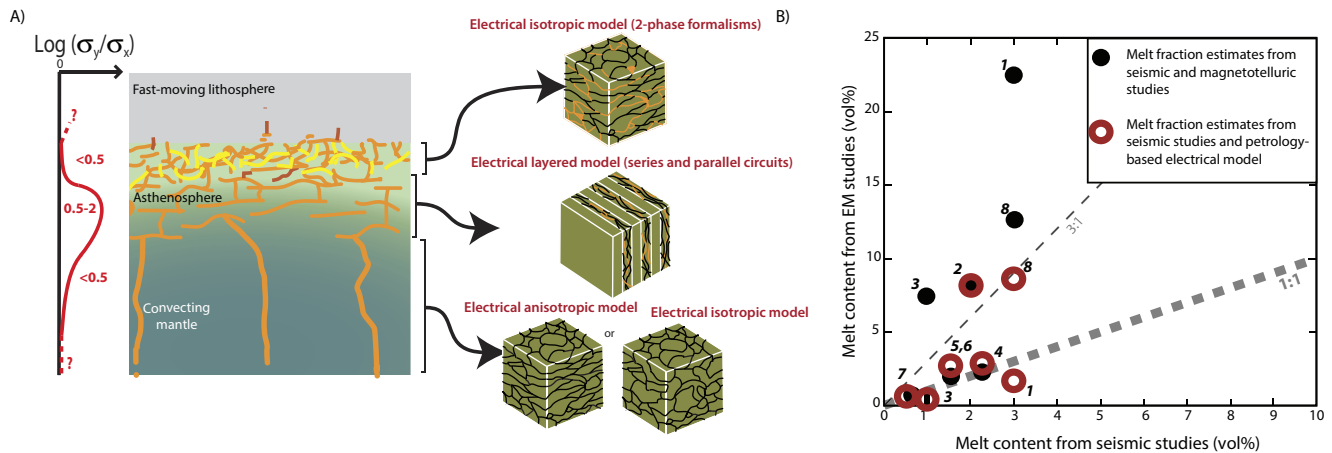 A)
Log (σy/σx)
0
?
<0.5
0.5-2
<0.5
?
Fast-moving lithosphere
Asthenosphere
Convecting
mantle
Electrical isotropic model (2-phase formalisms)
Electrical layered model (series and parallel circuits)
Electrical anisotropic model
or
Electrical isotropic model
B)
Melt content from EM studies (vol%)
25
20
15
10
5
0
0
1
2
3
4
5
6
7
8
9
10
Melt content from seismic studies (vol%)
Melt fraction estimates from
seismic and magnetotelluric
studies
Melt fraction estimates from
seismic studies and petrology-
based electrical model
1
8
3
2
8
5,6
4
7
3
1
3:1
1:1